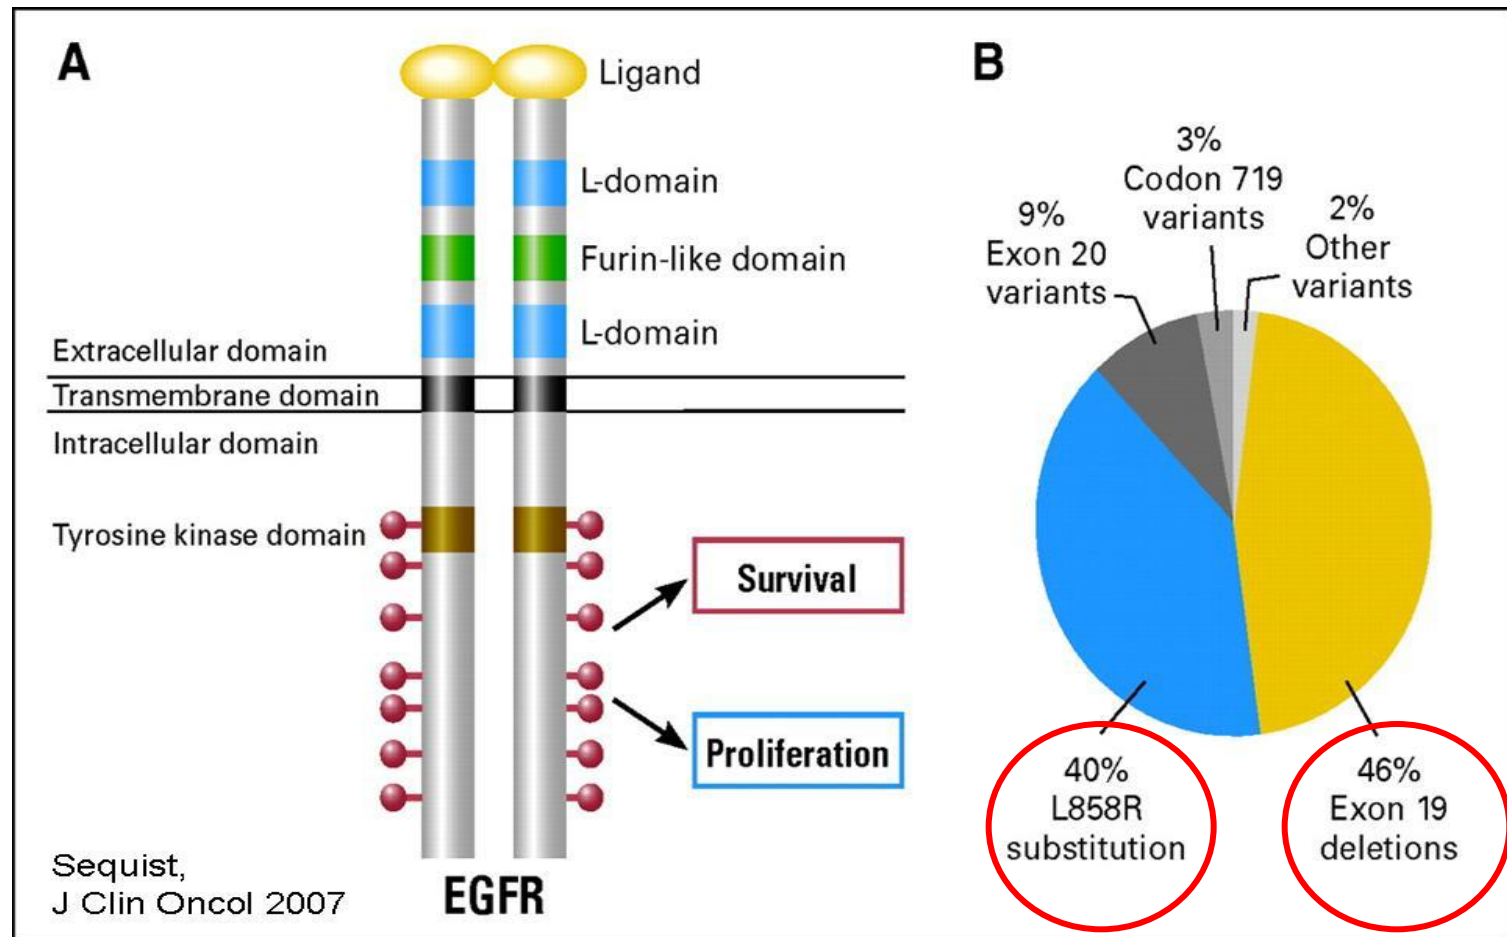 A
Ligand
L-domain
Furin-like domain
L-domain
Extracellular domain
Transmembrane domain
Intracellular domain
Tyrosine kinase domain
Survival
Proliferation
Sequist,
J Clin Oncol 2007
EGFR
B
3%
Codon 719
variants
9%
Exon 20
variants
2%
Other
variants
40%
L858R
substitution
46%
Exon 19
deletions